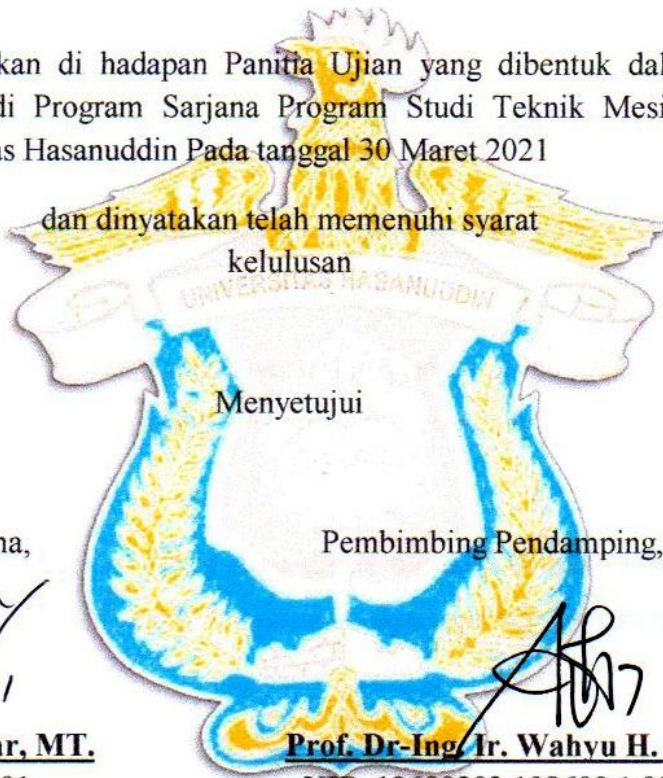 kan di hadapan Panitia Ujian yang dibentuk dal
di Program Sarjana Program Studi Teknik Mesi
as Hasanuddin Pada tanggal 30 Maret 2021
dan dinyatakan telah memenuhi syarat
kelulusan
UNIVERSITAS HASANUDDIN
Menyetujui
na, Pembimbing Pendamping,
ar, MT. Prof. Dr-Ing. Ir. Wahyu H.